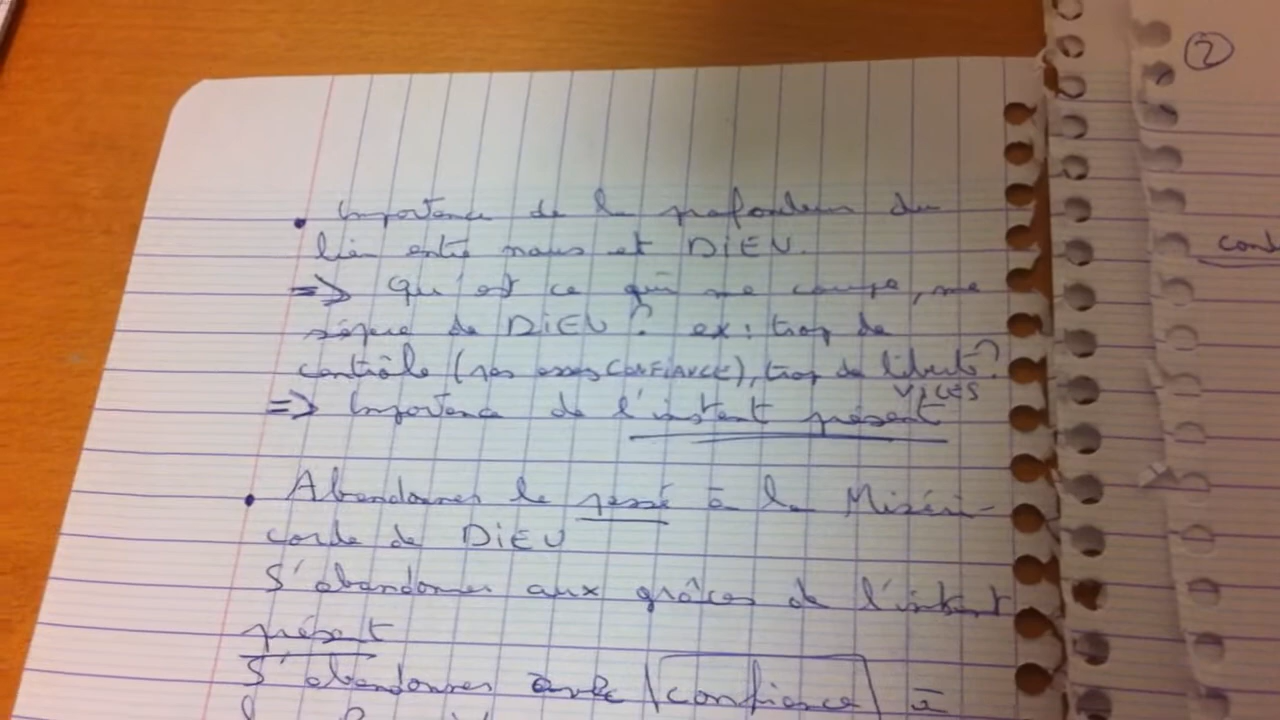 ②
• Importance de la profondeur du
lien entre nous et DiEU.
=> Qu'est ce qui me coupe, me
sépare de DiEU ? ex : trop de
contrôle (pas assez CONFIANCE), trop de liberté?
VICES
=> Importance de l'instant présent
• Abandonner le passé à la Miséri-
corde de DiEU
S'abandonner aux grâces de l'instant
présent
S'abandonner avec confiance à